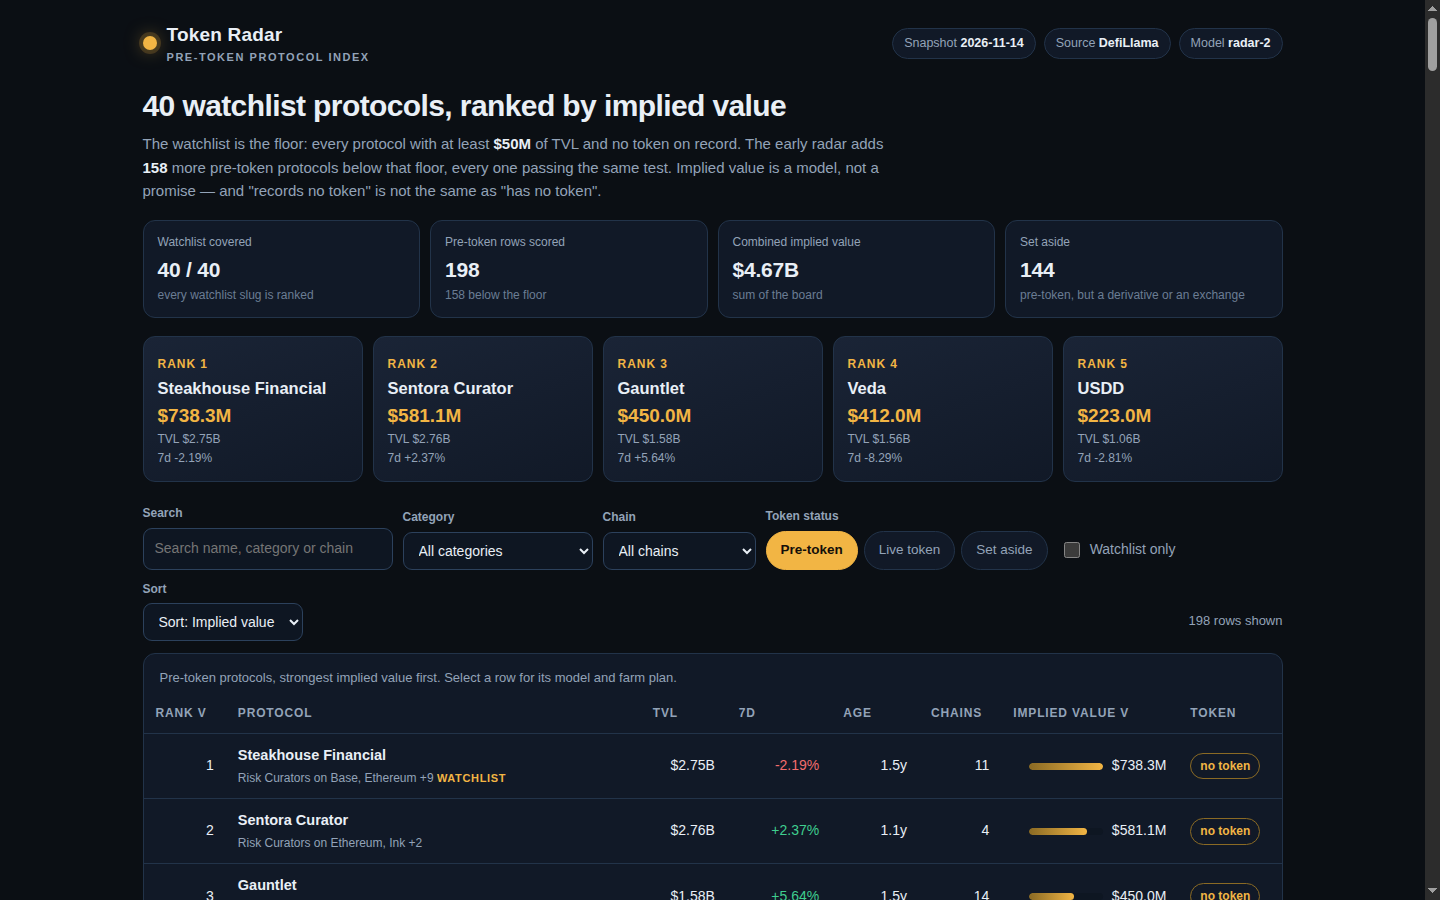 Token Radar
PRE-TOKEN PROTOCOL INDEX
Snapshot 2026-11-14
Source DefiLlama
Model radar-2
40 watchlist protocols, ranked by implied value
The watchlist is the floor: every protocol with at least $50M of TVL and no token on record. The early radar adds
158 more pre-token protocols below that floor, every one passing the same test. Implied value is a model, not a
promise — and "records no token" is not the same as "has no token".
Watchlist covered
40 / 40
every watchlist slug is ranked
Pre-token rows scored
198
158 below the floor
Combined implied value
$4.67B
sum of the board
Set aside
144
pre-token, but a derivative or an exchange
RANK 1
Steakhouse Financial
$738.3M
TVL $2.75B
7d -2.19%
RANK 2
Sentora Curator
$581.1M
TVL $2.76B
7d +2.37%
RANK 3
Gauntlet
$450.0M
TVL $1.58B
7d +5.64%
RANK 4
Veda
$412.0M
TVL $1.56B
7d -8.29%
RANK 5
USDD
$223.0M
TVL $1.06B
7d -2.81%
Search
Search name, category or chain
Category
All categories
Chain
All chains
Token status
Pre-token
Live token
Set aside
Watchlist only
Sort
Sort: Implied value
198 rows shown
Pre-token protocols, strongest implied value first. Select a row for its model and farm plan.
RANK V PROTOCOL TVL 7D AGE CHAINS IMPLIED VALUE V TOKEN
1 Steakhouse Financial $2.75B -2.19% 1.5y 11 $738.3M no token
Risk Curators on Base, Ethereum +9 WATCHLIST
2 Sentora Curator $2.76B +2.37% 1.1y 4 $581.1M no token
Risk Curators on Ethereum, Ink +2
3 Gauntlet $1.58B +5.64% 1.5y 14 $450.0M no token